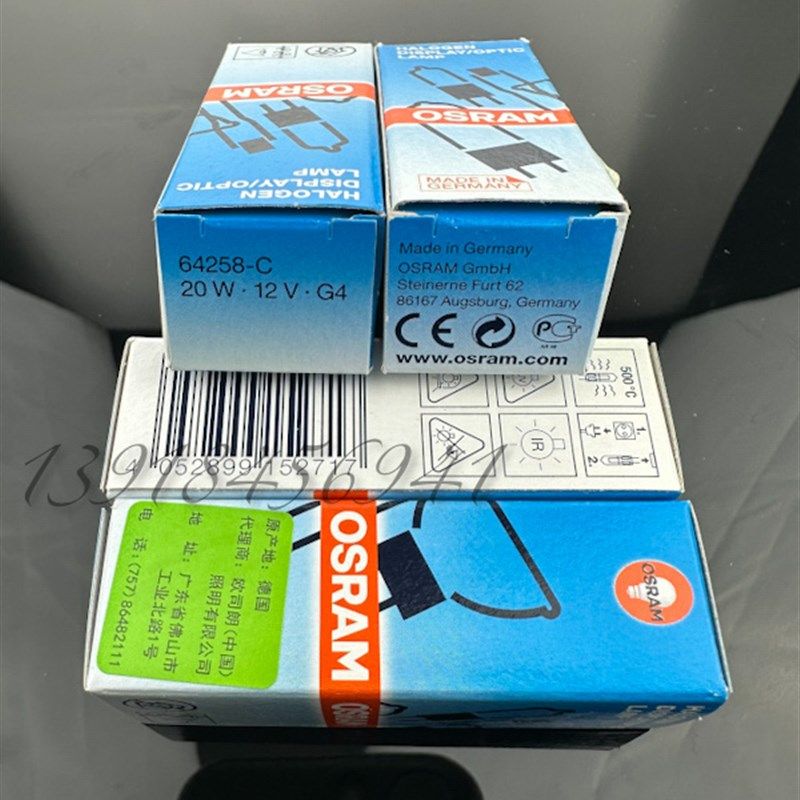 OSRAM
HALOGEN
DISPLAY/OPTIC
LAMP
64258-C
20 W · 12 V · G4
HALOGEN
DISPLAY/OPTIC
LAMP
OSRAM
MADE IN
GERMANY
Made in Germany
OSRAM GmbH
Steinerne Furt 62
86167 Augsburg, Germany
CE
www.osram.com
4 052899 152717
500°C
IR
1.
2.
13918456941
原产地: 德国
代理商: 欧司朗(中国)
照明有限公司
地 址: 广东省佛山市
工业北路1号
电 话: (757)86482111
OSRAM
OSRAM
OSRAM